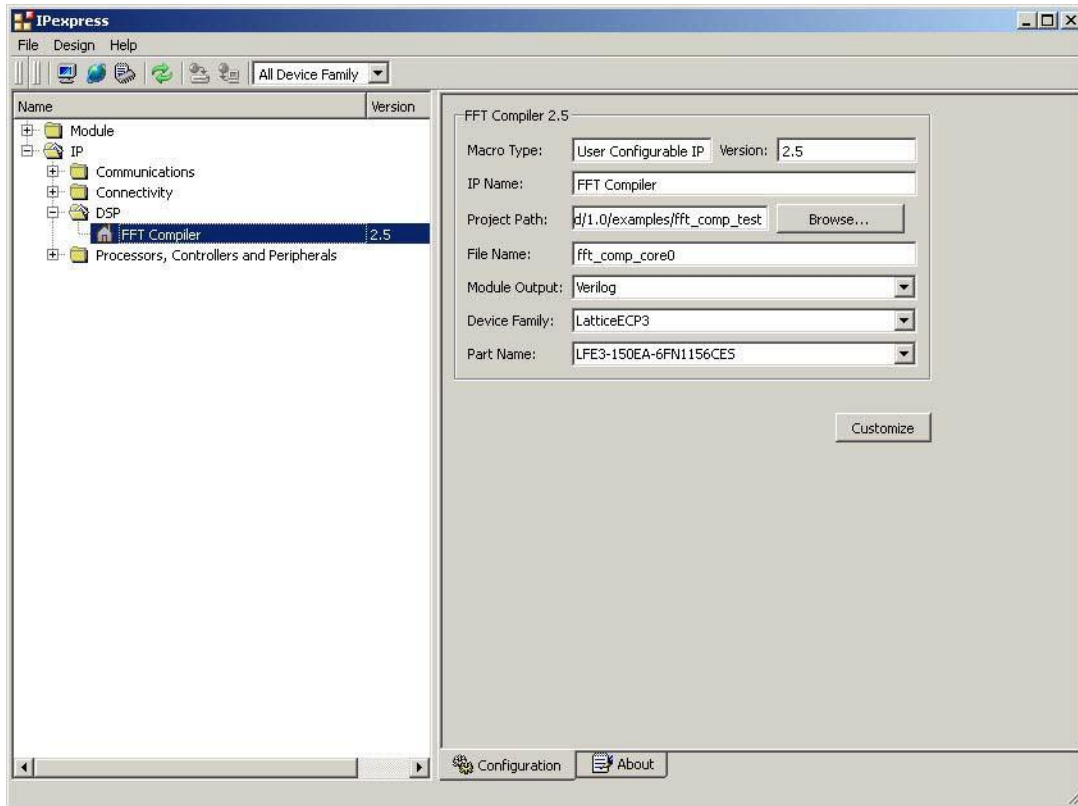 IPexpress
File Design Help
All Device Family
Name Version
Module
IP
Communications
Connectivity
DSP
FFT Compiler 2.5
Processors, Controllers and Peripherals
FFT Compiler 2.5
Macro Type: User Configurable IP Version: 2.5
IP Name: FFT Compiler
Project Path: d/1.0/examples/fft_comp_test Browse...
File Name: fft_comp_core0
Module Output: Verilog
Device Family: LatticeECP3
Part Name: LFE3-150EA-6FN1156CES
Customize
Configuration About